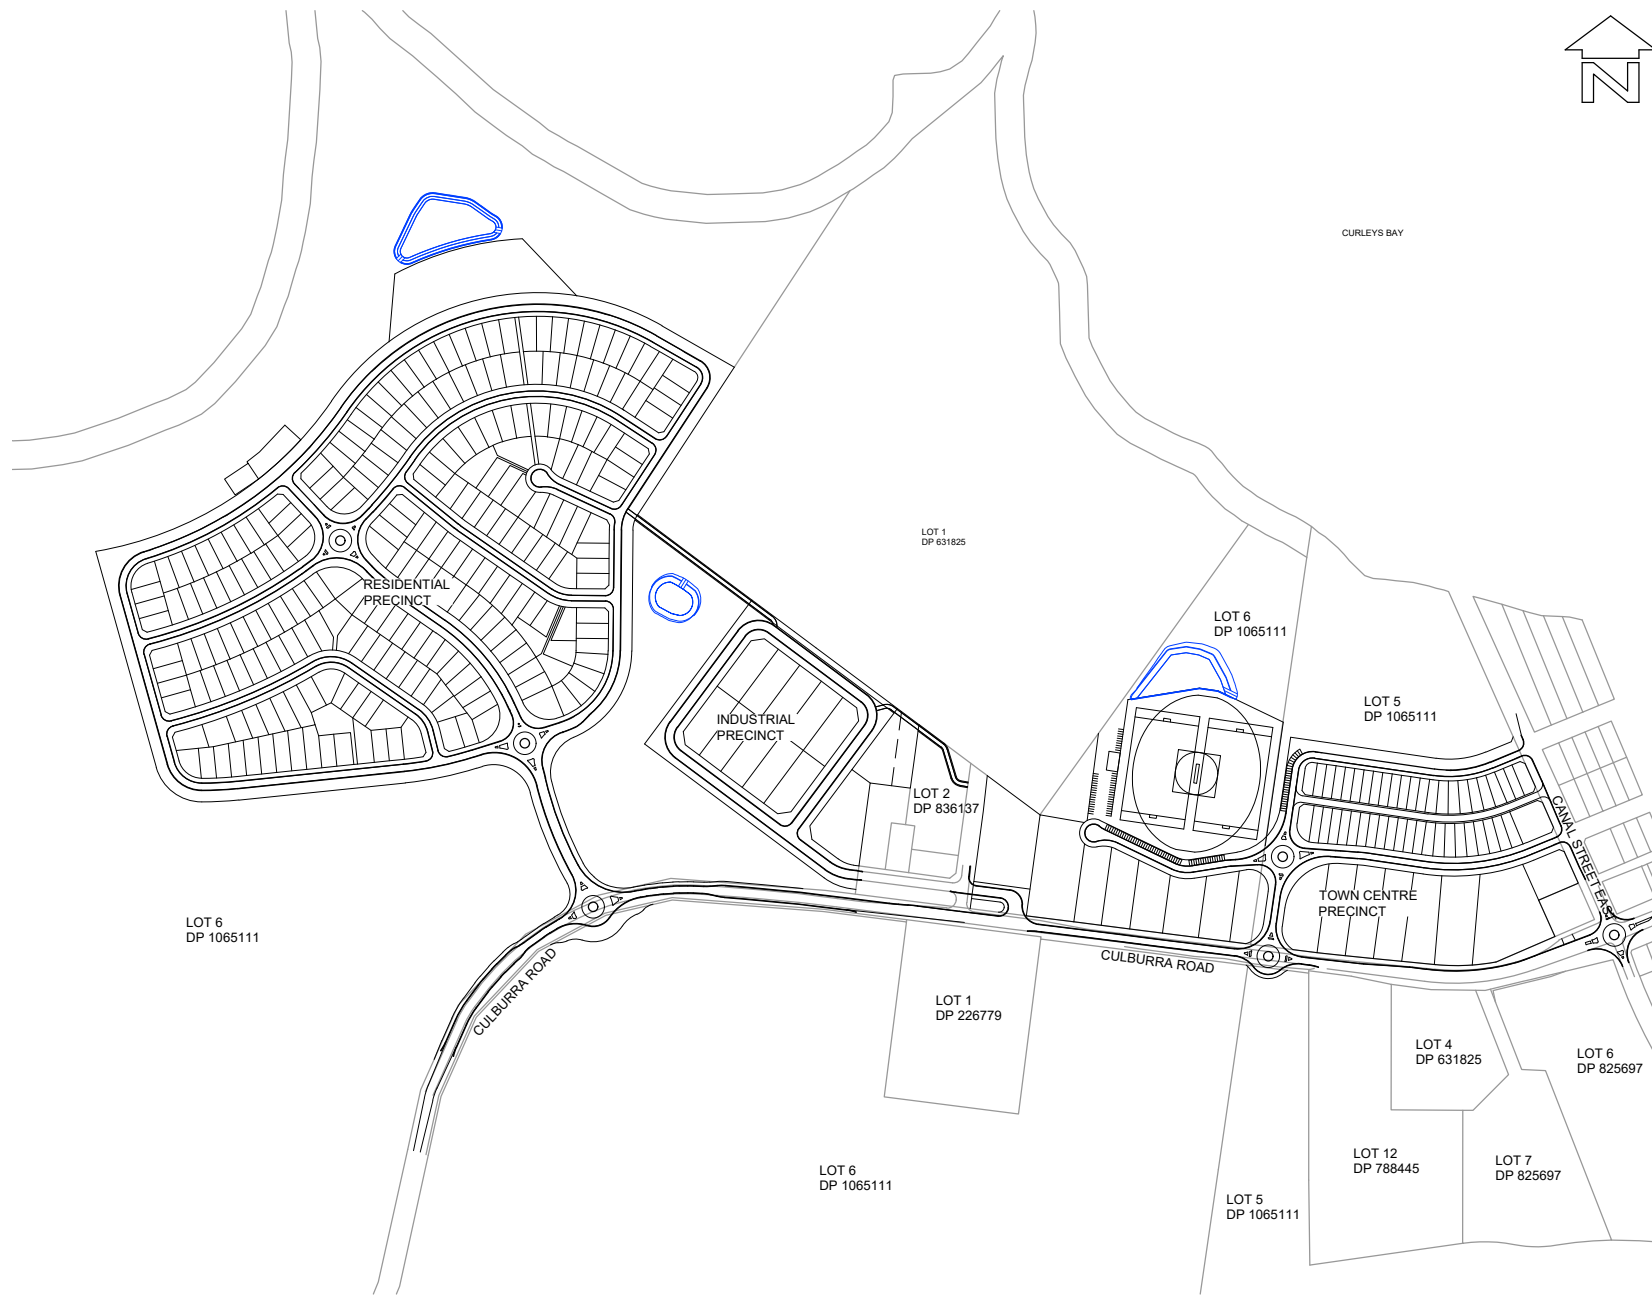 N
CURLEYS BAY
LOT 1
DP 631825
RESIDENTIAL
PRECINCT
LOT 6
DP 1065111
LOT 5
DP 1065111
INDUSTRIAL
PRECINCT
LOT 2
DP 836137
CANAL STREET EAST
TOWN CENTRE
PRECINCT
LOT 6
DP 1065111
CULBURRA ROAD
CULBURRA ROAD
LOT 1
DP 226779
LOT 4
DP 631825
LOT 6
DP 825697
LOT 12
DP 788445
LOT 7
DP 825697
LOT 6
DP 1065111
LOT 5
DP 1065111